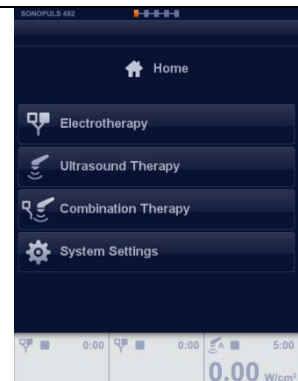 SONOPULS 492
Home
Electrotherapy
Ultrasound Therapy
Combination Therapy
System Settings
0:00 0:00 A 5:00
0.00 W/cm²